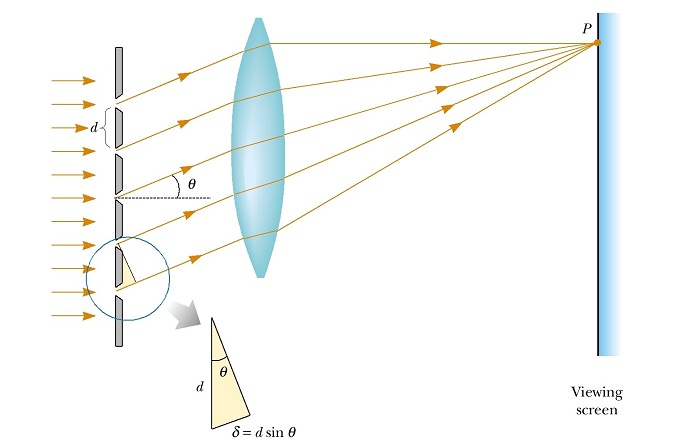 P
d
θ
θ
d
δ = d sin θ
Viewing
screen